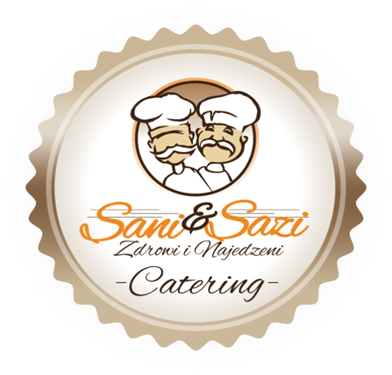 Sani & Sazi
Zdrowi i Najedzeni
-Catering-